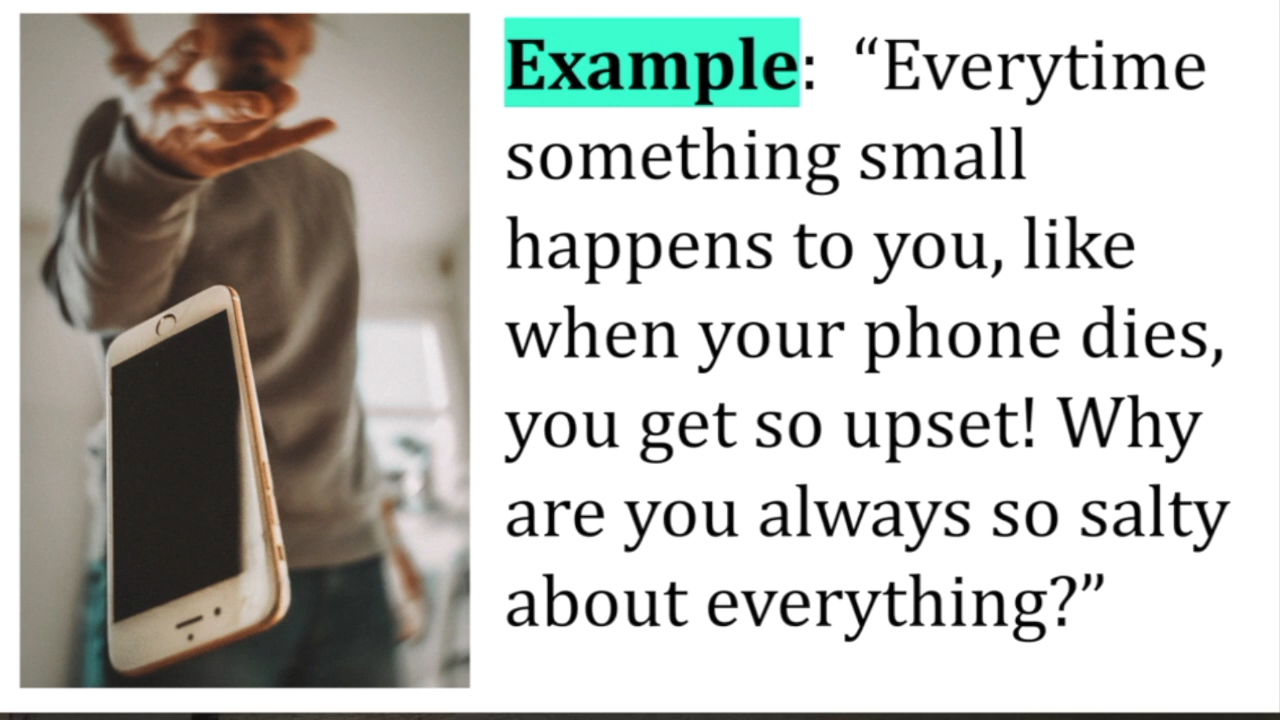 Example: “Everytime
something small
happens to you, like
when your phone dies,
you get so upset! Why
are you always so salty
about everything?”